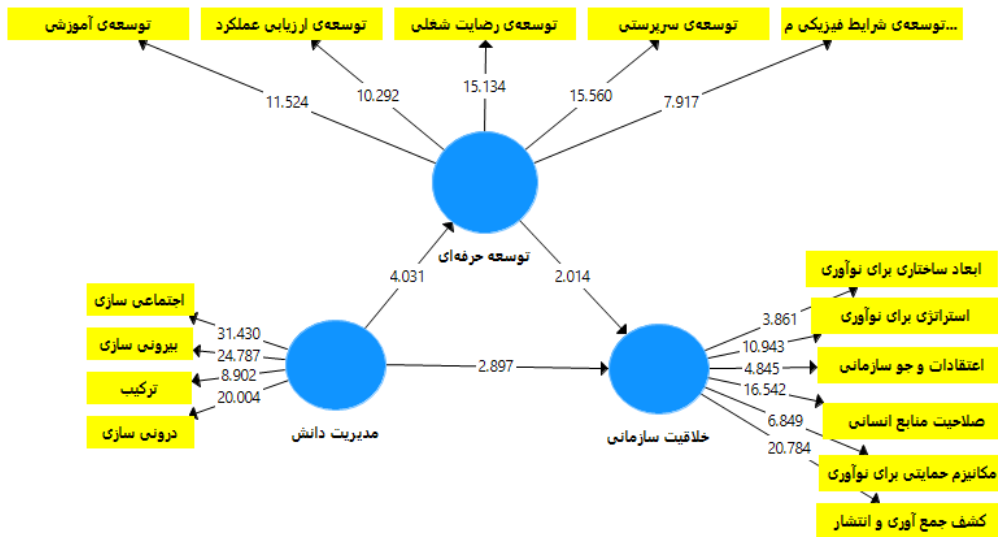 توسعه‌ی آموزشی
توسعه‌ی ارزیابی عملکرد
توسعه‌ی رضایت شغلی
توسعه‌ی سرپرستی
توسعه‌ی شرایط فیزیکی م...
11.524
10.292
15.134
15.560
7.917
توسعه حرفه‌ای
4.031
2.014
اجتماعی سازی
بیرونی سازی
ترکیب
درونی سازی
31.430
24.787
8.902
20.004
مدیریت دانش
2.897
خلاقیت سازمانی
3.861
10.943
4.845
16.542
6.849
20.784
ابعاد ساختاری برای نوآوری
استراتژی برای نوآوری
اعتقادات و جو سازمانی
صلاحیت منابع انسانی
مکانیزم حمایتی برای نوآوری
کشف جمع آوری و انتشار